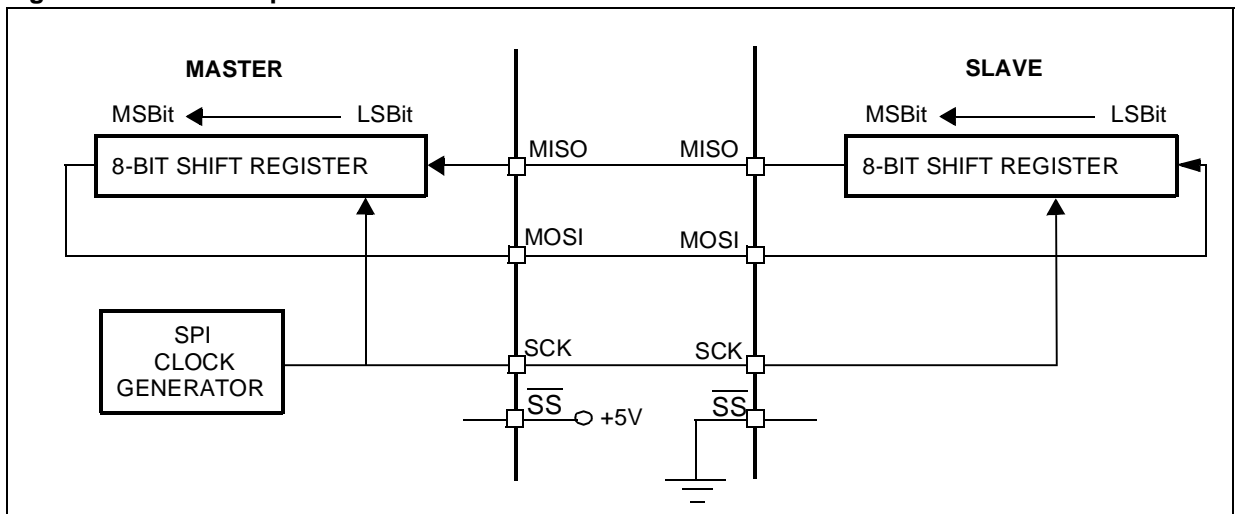 MASTER
SLAVE
MSBit LSBit
MSBit LSBit
8-BIT SHIFT REGISTER
8-BIT SHIFT REGISTER
MISO MISO
MOSI MOSI
SPI
CLOCK
GENERATOR
SCK SCK
SS +5V
SS